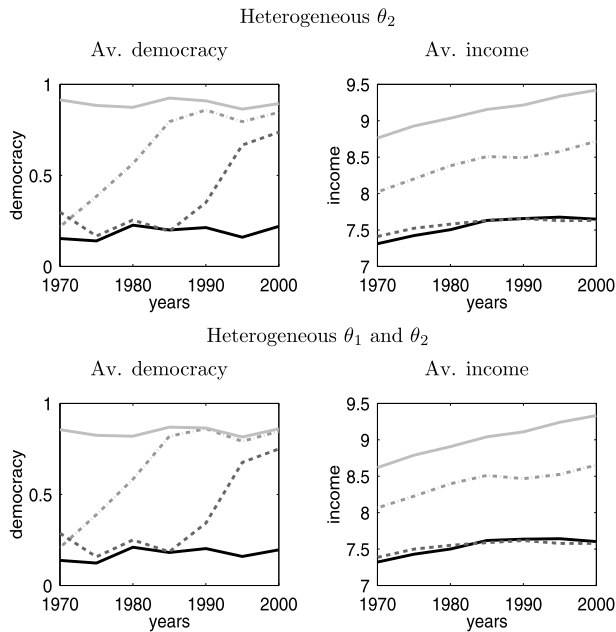 Heterogeneous θ₂
Av. democracy
1
0.5
0
democracy
1970 1980 1990 2000
years
Av. income
9.5
9
8.5
8
7.5
7
income
1970 1980 1990 2000
years
Heterogeneous θ₁ and θ₂
Av. democracy
1
0.5
0
democracy
1970 1980 1990 2000
years
Av. income
9.5
9
8.5
8
7.5
7
income
1970 1980 1990 2000
years